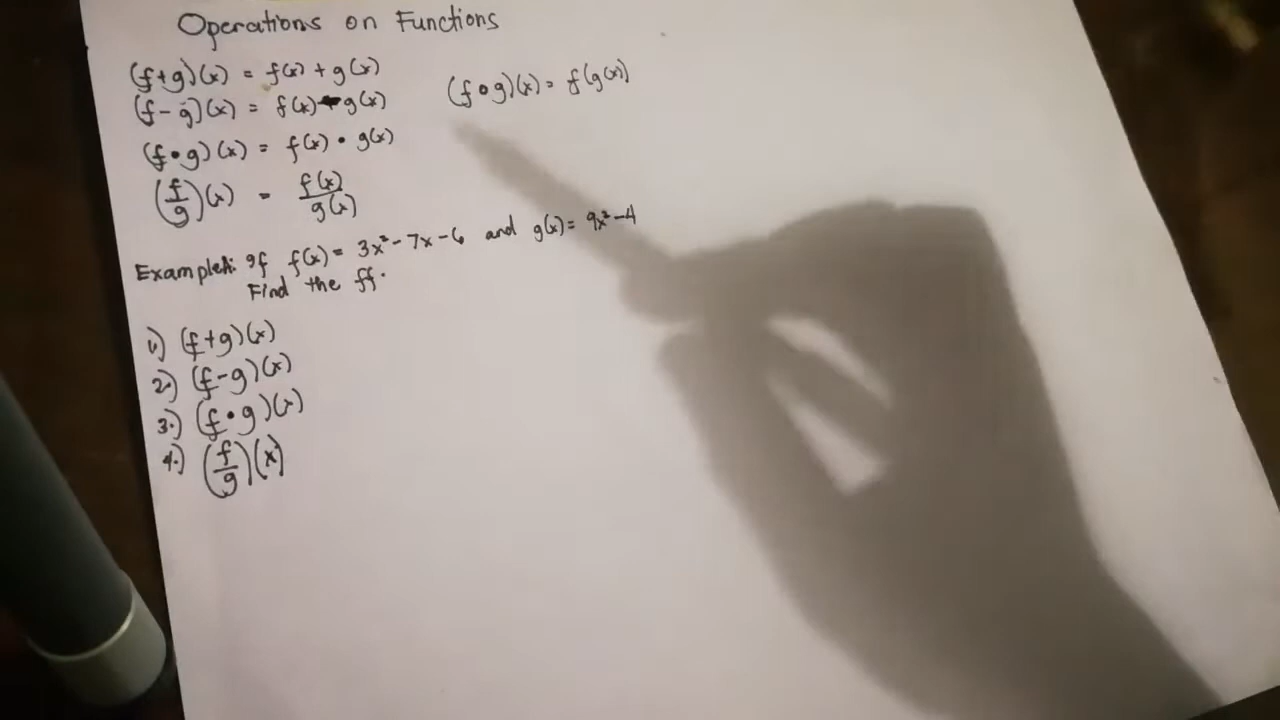 Operations on Functions
(f+g)(x) = f(x) + g(x)
(f-g)(x) = f(x) - g(x)
(f•g)(x) = f(x) • g(x)
(f/g)(x) = f(x)/g(x)
(f∘g)(x) = f(g(x))
Example: If f(x) = 3x²-7x-6 and g(x) = 9x²-4
Find the ff.
1.) (f+g)(x)
2.) (f-g)(x)
3.) (f•g)(x)
4.) (f/g)(x)